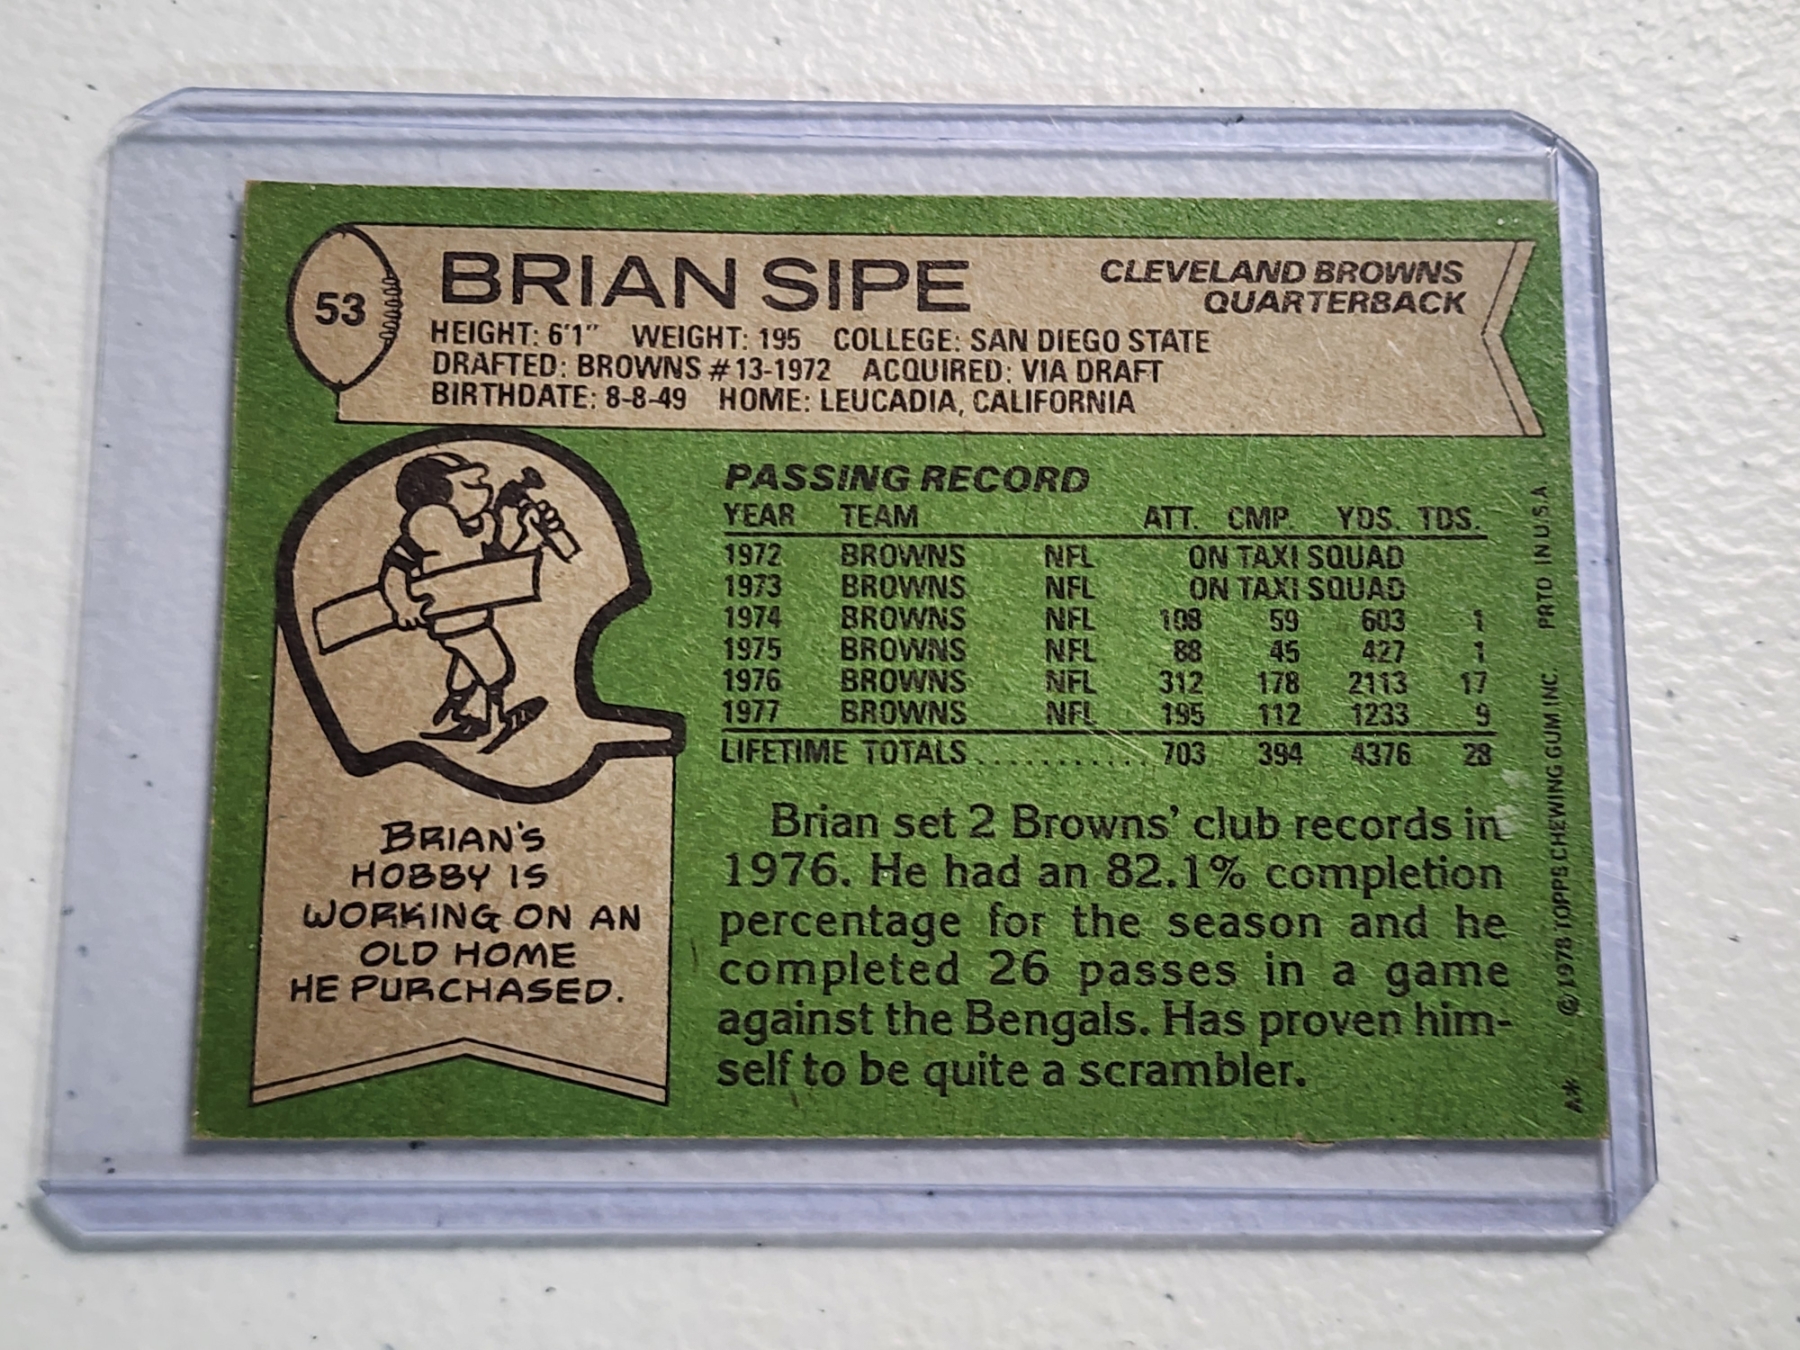 53
BRIAN SIPE
CLEVELAND BROWNS
QUARTERBACK
HEIGHT: 6'1" WEIGHT: 195 COLLEGE: SAN DIEGO STATE
DRAFTED: BROWNS #13-1972 ACQUIRED: VIA DRAFT
BIRTHDATE: 8-8-49 HOME: LEUCADIA, CALIFORNIA
PASSING RECORD
YEAR TEAM ATT. CMP. YDS. TDS.
1972 BROWNS NFL ON TAXI SQUAD
1973 BROWNS NFL ON TAXI SQUAD
1974 BROWNS NFL 108 59 603 1
1975 BROWNS NFL 88 45 427 1
1976 BROWNS NFL 312 178 2113 17
1977 BROWNS NFL 195 112 1233 9
LIFETIME TOTALS............ 703 394 4376 28
BRIAN'S
HOBBY IS
WORKING ON AN
OLD HOME
HE PURCHASED.
Brian set 2 Browns' club records in
1976. He had an 82.1% completion
percentage for the season and he
completed 26 passes in a game
against the Bengals. Has proven him-
self to be quite a scrambler.
A* © 1978 TOPPS CHEWING GUM INC. PRTD IN U.S.A.